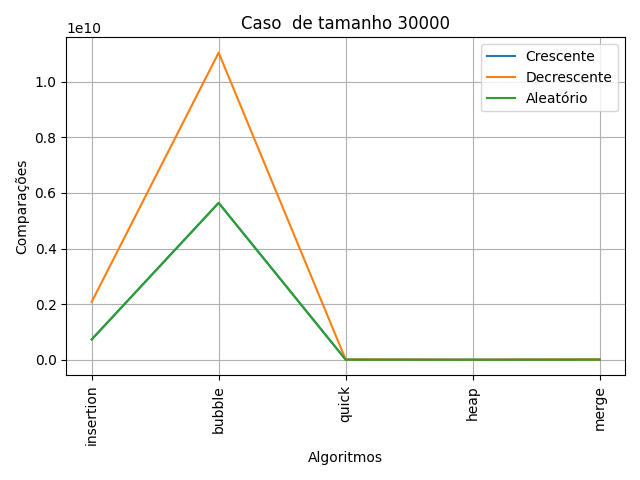 Caso  de tamanho 30000
1e10
Crescente
Decrescente
Aleatório
1.0
0.8
0.6
0.4
0.2
0.0
Comparações
insertion
bubble
quick
heap
merge
Algoritmos